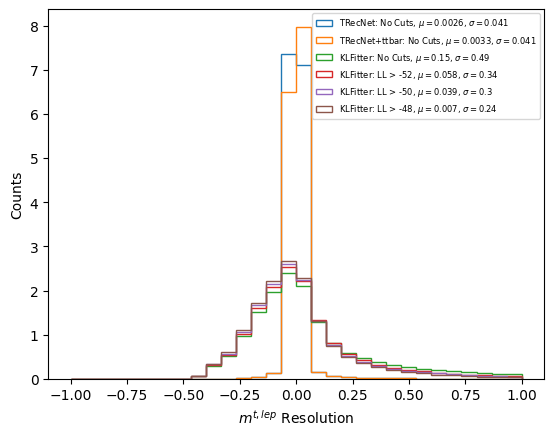 TRecNet: No Cuts, μ = 0.0026, σ = 0.041
TRecNet+ttbar: No Cuts, μ = 0.0033, σ = 0.041
KLFitter: No Cuts, μ = 0.15, σ = 0.49
KLFitter: LL > -52, μ = 0.058, σ = 0.34
KLFitter: LL > -50, μ = 0.039, σ = 0.3
KLFitter: LL > -48, μ = 0.007, σ = 0.24
8
7
6
5
4
3
2
1
0
Counts
−1.00 −0.75 −0.50 −0.25 0.00 0.25 0.50 0.75 1.00
m^{t, lep} Resolution